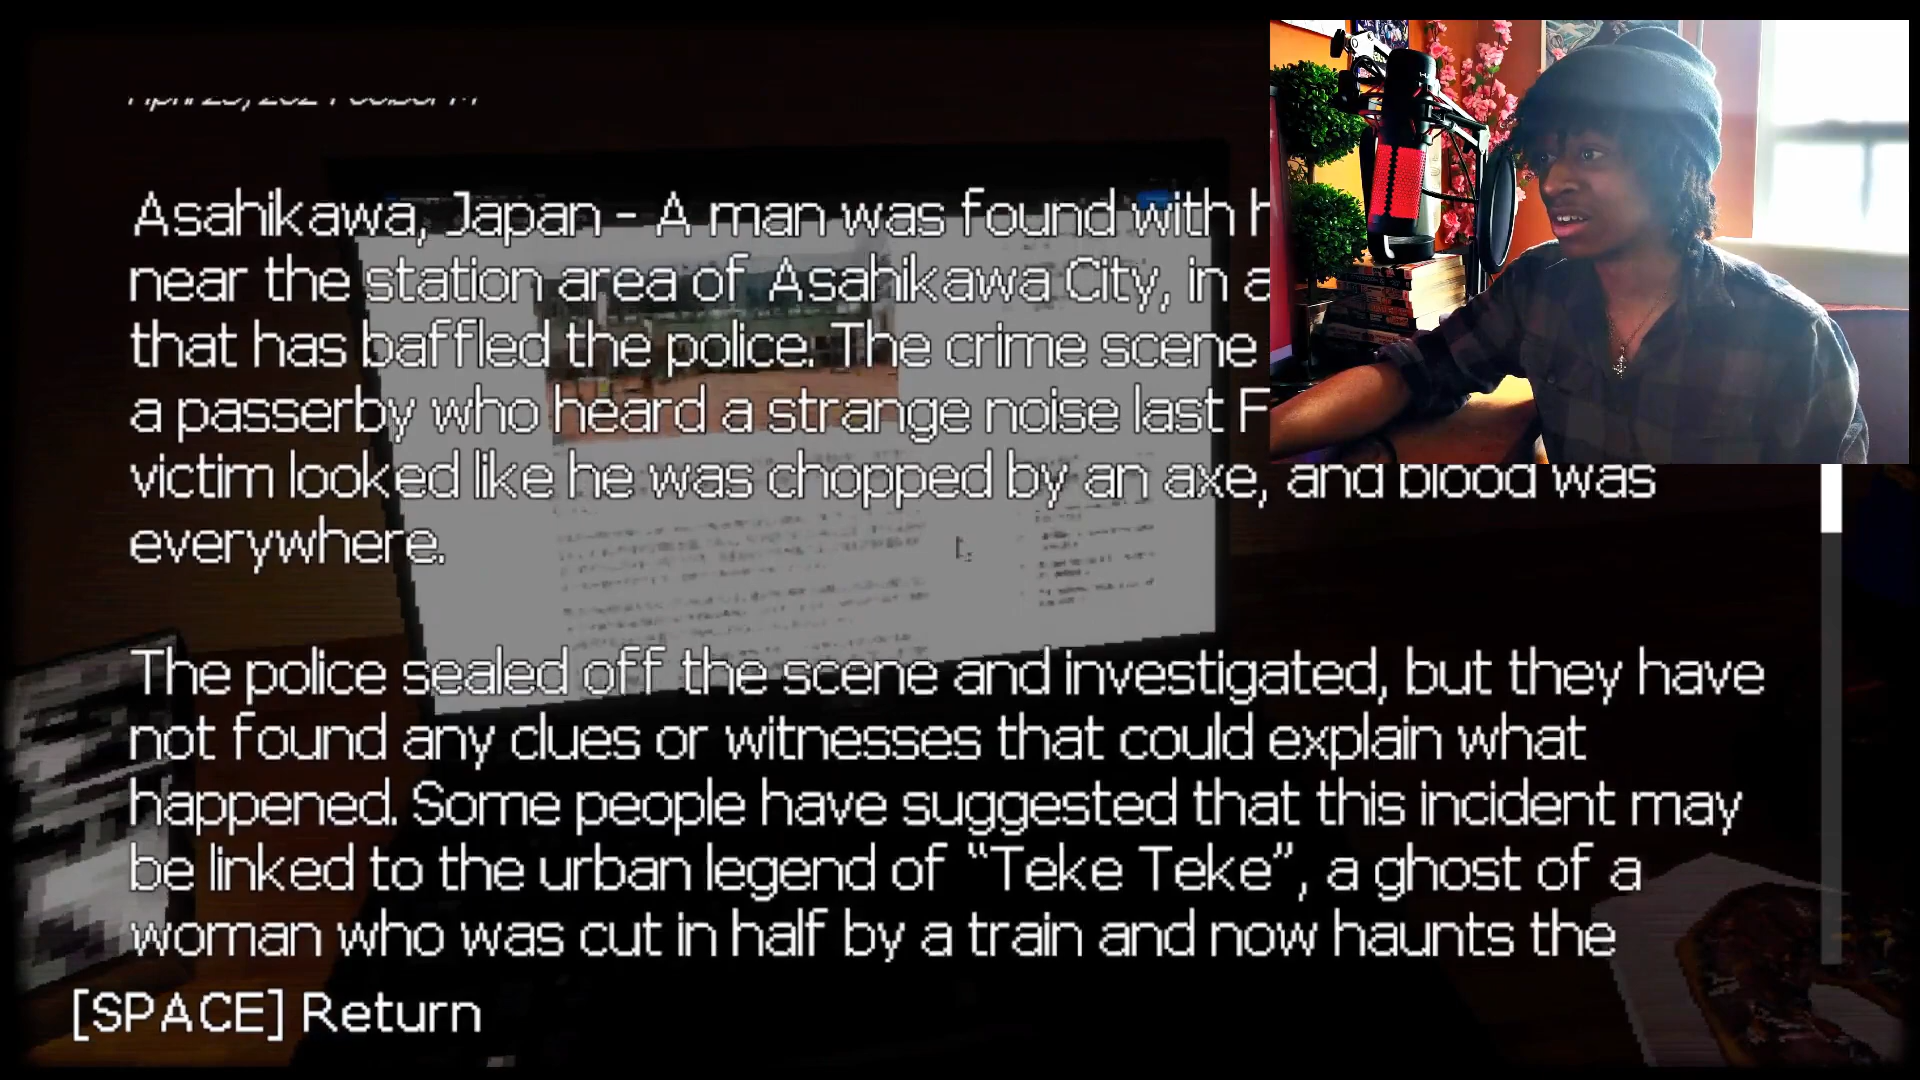 Asahikawa, Japan - A man was found with
near the station area of Asahikawa City, in
that has baffled the police. The crime scene
a passerby who heard a strange noise last
victim looked like he was chopped by an axe, and blood was
everywhere.
The police sealed off the scene and investigated, but they have
not found any clues or witnesses that could explain what
happened. Some people have suggested that this incident may
be linked to the urban legend of “Teke Teke”, a ghost of a
woman who was cut in half by a train and now haunts the
[SPACE] Return